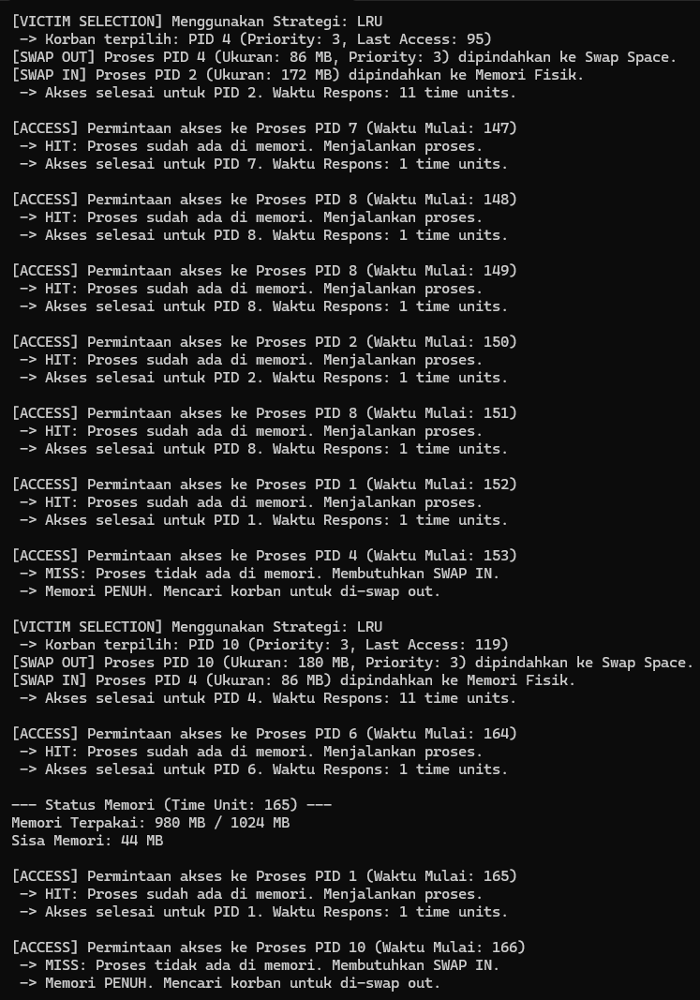 [VICTIM SELECTION] Menggunakan Strategi: LRU
 -> Korban terpilih: PID 4 (Priority: 3, Last Access: 95)
[SWAP OUT] Proses PID 4 (Ukuran: 86 MB, Priority: 3) dipindahkan ke Swap Space.
[SWAP IN] Proses PID 2 (Ukuran: 172 MB) dipindahkan ke Memori Fisik.
 -> Akses selesai untuk PID 2. Waktu Respons: 11 time units.

[ACCESS] Permintaan akses ke Proses PID 7 (Waktu Mulai: 147)
 -> HIT: Proses sudah ada di memori. Menjalankan proses.
 -> Akses selesai untuk PID 7. Waktu Respons: 1 time units.

[ACCESS] Permintaan akses ke Proses PID 8 (Waktu Mulai: 148)
 -> HIT: Proses sudah ada di memori. Menjalankan proses.
 -> Akses selesai untuk PID 8. Waktu Respons: 1 time units.

[ACCESS] Permintaan akses ke Proses PID 8 (Waktu Mulai: 149)
 -> HIT: Proses sudah ada di memori. Menjalankan proses.
 -> Akses selesai untuk PID 8. Waktu Respons: 1 time units.

[ACCESS] Permintaan akses ke Proses PID 2 (Waktu Mulai: 150)
 -> HIT: Proses sudah ada di memori. Menjalankan proses.
 -> Akses selesai untuk PID 2. Waktu Respons: 1 time units.

[ACCESS] Permintaan akses ke Proses PID 8 (Waktu Mulai: 151)
 -> HIT: Proses sudah ada di memori. Menjalankan proses.
 -> Akses selesai untuk PID 8. Waktu Respons: 1 time units.

[ACCESS] Permintaan akses ke Proses PID 1 (Waktu Mulai: 152)
 -> HIT: Proses sudah ada di memori. Menjalankan proses.
 -> Akses selesai untuk PID 1. Waktu Respons: 1 time units.

[ACCESS] Permintaan akses ke Proses PID 4 (Waktu Mulai: 153)
 -> MISS: Proses tidak ada di memori. Membutuhkan SWAP IN.
 -> Memori PENUH. Mencari korban untuk di-swap out.

[VICTIM SELECTION] Menggunakan Strategi: LRU
 -> Korban terpilih: PID 10 (Priority: 3, Last Access: 119)
[SWAP OUT] Proses PID 10 (Ukuran: 180 MB, Priority: 3) dipindahkan ke Swap Space.
[SWAP IN] Proses PID 4 (Ukuran: 86 MB) dipindahkan ke Memori Fisik.
 -> Akses selesai untuk PID 4. Waktu Respons: 11 time units.

[ACCESS] Permintaan akses ke Proses PID 6 (Waktu Mulai: 164)
 -> HIT: Proses sudah ada di memori. Menjalankan proses.
 -> Akses selesai untuk PID 6. Waktu Respons: 1 time units.

--- Status Memori (Time Unit: 165) ---
Memori Terpakai: 980 MB / 1024 MB
Sisa Memori: 44 MB

[ACCESS] Permintaan akses ke Proses PID 1 (Waktu Mulai: 165)
 -> HIT: Proses sudah ada di memori. Menjalankan proses.
 -> Akses selesai untuk PID 1. Waktu Respons: 1 time units.

[ACCESS] Permintaan akses ke Proses PID 10 (Waktu Mulai: 166)
 -> MISS: Proses tidak ada di memori. Membutuhkan SWAP IN.
 -> Memori PENUH. Mencari korban untuk di-swap out.